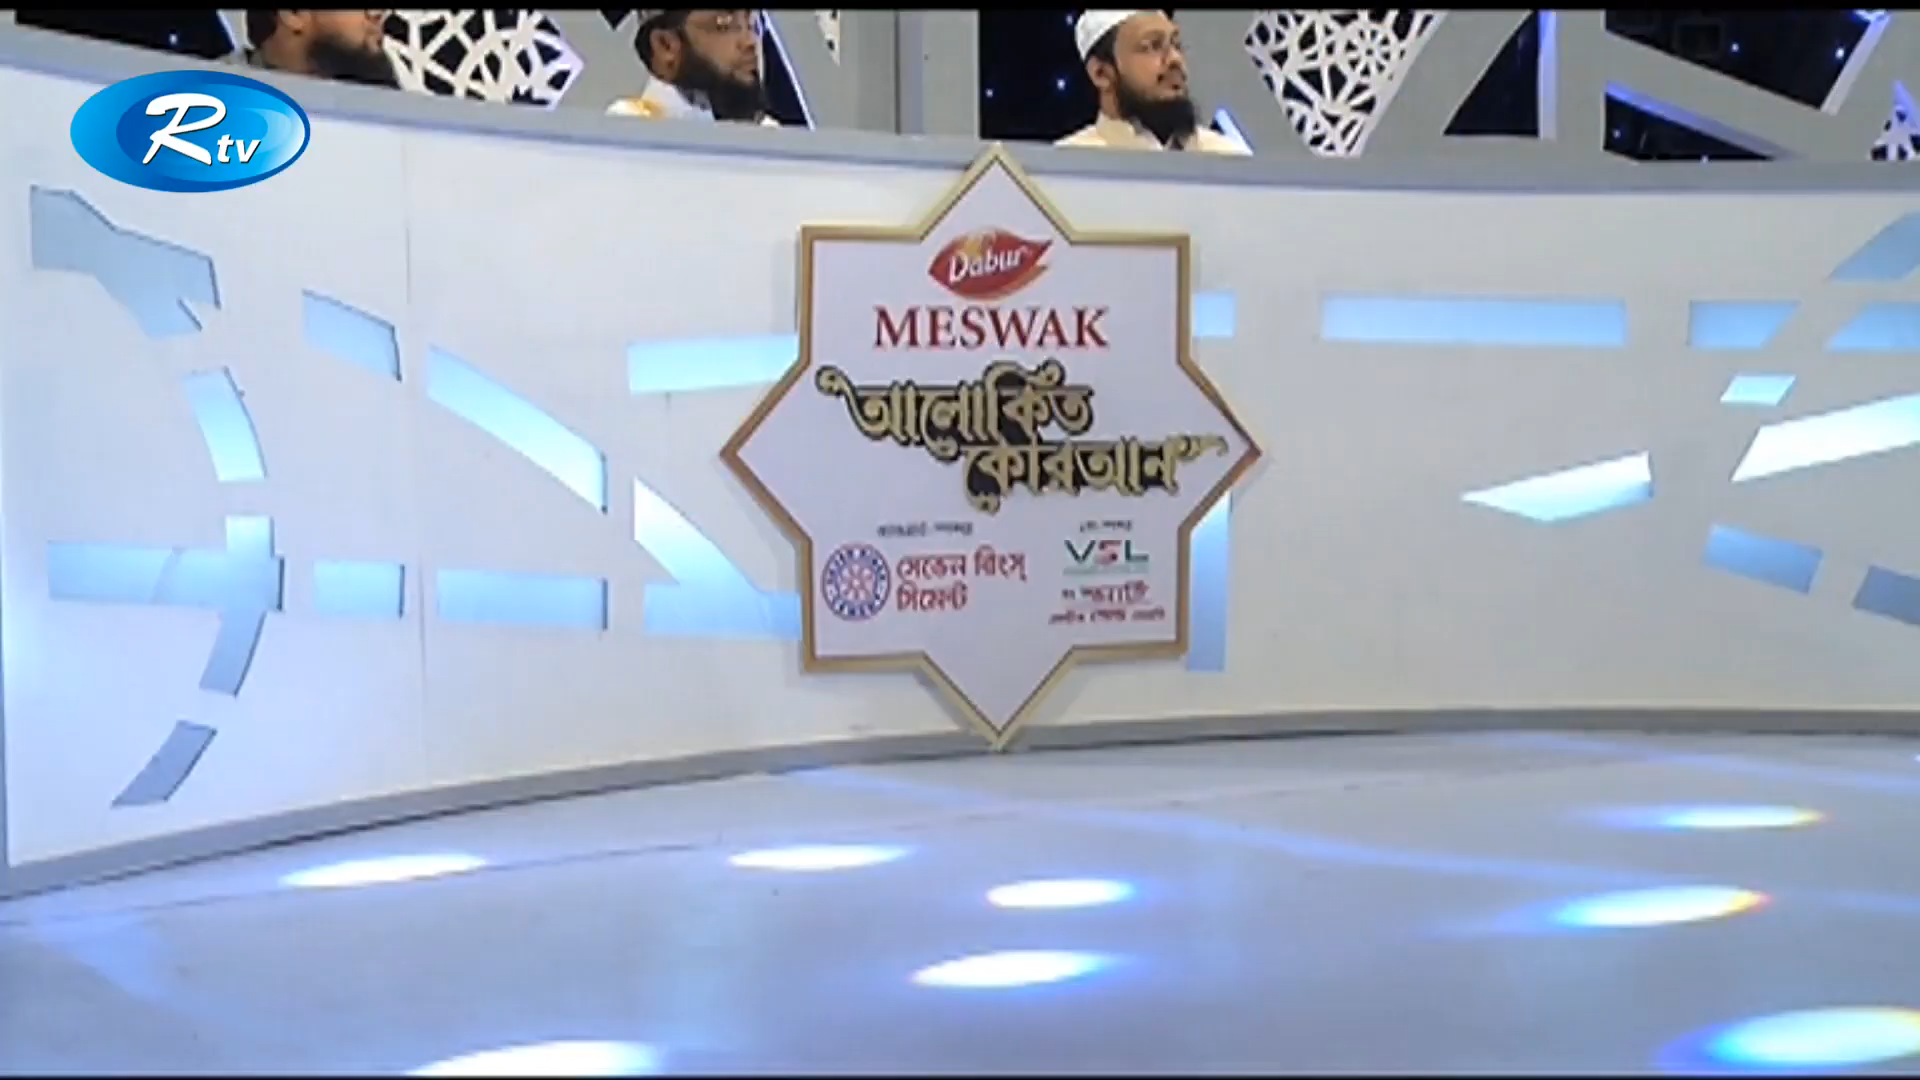 Rtv
Dabur
MESWAK
আলোকিত
কোরআন
সেভেন রিংস্
সিমেন্ট
VSL